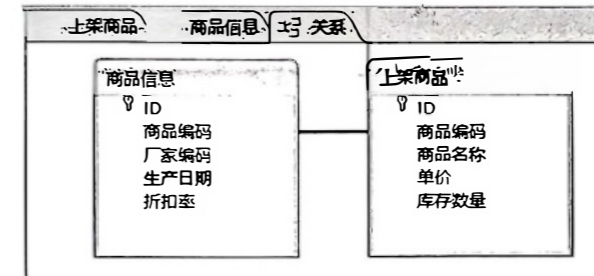 上架商品 商品信息 关系
商品信息
ID
商品编码
厂家编码
生产日期
折扣率
上架商品
ID
商品编码
商品名称
单价
库存数量